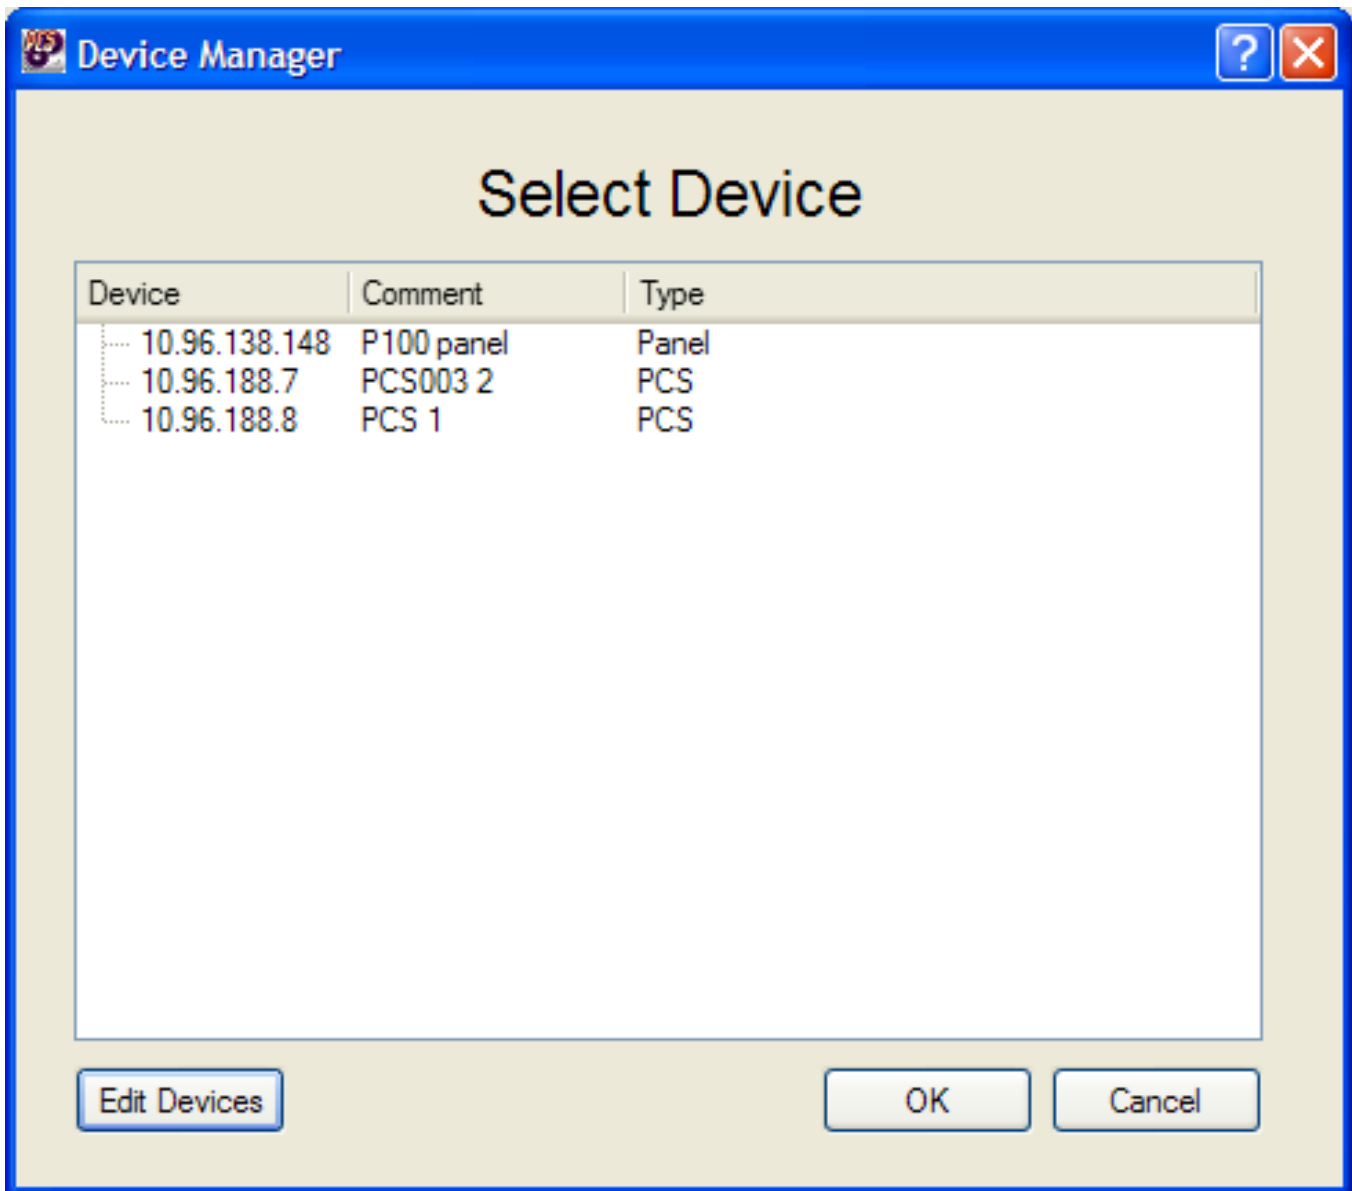 Device Manager
?
Select Device
Device Comment Type
10.96.138.148 P100 panel Panel
10.96.188.7 PCS003 2 PCS
10.96.188.8 PCS 1 PCS
Edit Devices OK Cancel